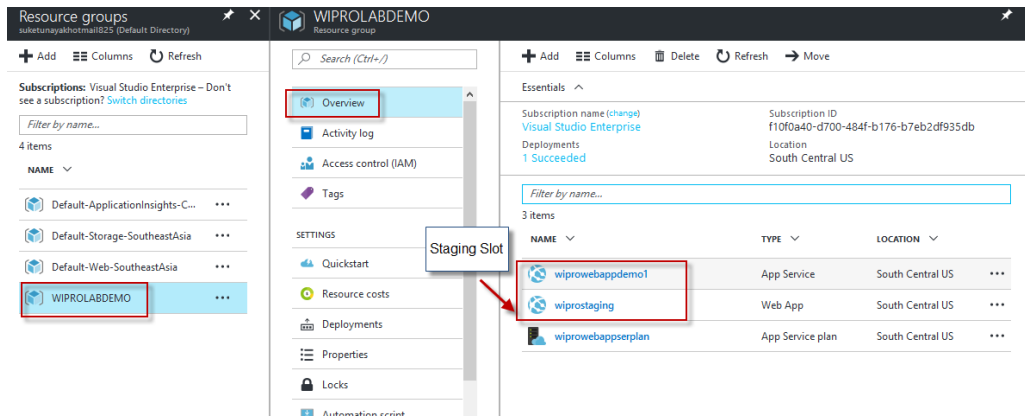 Resource groups
suketunayakhotmail825 (Default Directory)
Add Columns Refresh
Subscriptions: Visual Studio Enterprise – Don't
see a subscription? Switch directories
Filter by name...
4 items
NAME
Default-ApplicationInsights-C... ...
Default-Storage-SoutheastAsia ...
Default-Web-SoutheastAsia ...
WIPROLABDEMO ...
WIPROLABDEMO
Resource group
Search (Ctrl+/)
Overview
Activity log
Access control (IAM)
Tags
SETTINGS
Quickstart
Resource costs
Deployments
Properties
Locks
Automation script
Staging Slot
Add Columns Delete Refresh Move
Essentials
Subscription name (change)
Visual Studio Enterprise
Subscription ID
f10f0a40-d700-484f-b176-b7eb2df935db
Deployments
1 Succeeded
Location
South Central US
Filter by name...
3 items
NAME TYPE LOCATION
wiprowebappdemo1 App Service South Central US ...
wiprostaging Web App South Central US ...
wiprowebappserplan App Service plan South Central US ...